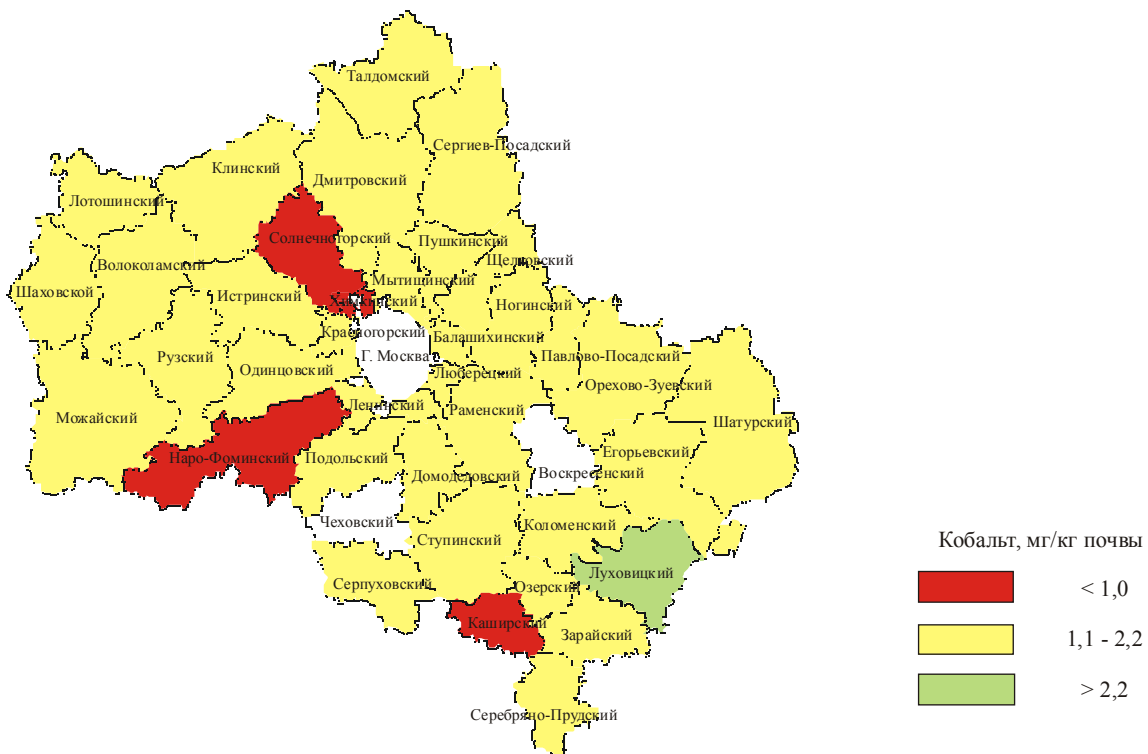 Талдомский
Сергиев-Посадский
Клинский
Дмитровский
Лотошинский
Солнечногорский
Пушкинский
Щелковский
Волоколамский
Мытищинский
Шаховской
Истринский
Химкинский
Ногинский
Красногорский
Балашихинский
Рузский
Г. Москва
Павлово-Посадский
Одинцовский
Люберецкий
Орехово-Зуевский
Можайский
Ленинский
Раменский
Шатурский
Наро-Фоминский
Подольский
Егорьевский
Домодедовский
Воскресенский
Чеховский
Коломенский
Ступинский
Серпуховский
Озерский
Луховицкий
Каширский
Зарайский
Серебряно-Прудский
Кобальт, мг/кг почвы
< 1,0
1,1 - 2,2
> 2,2